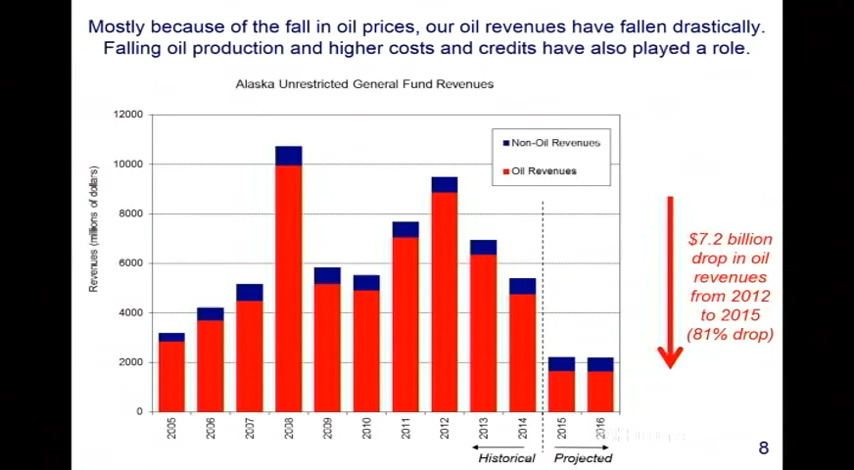 Mostly because of the fall in oil prices, our oil revenues have fallen drastically.
Falling oil production and higher costs and credits have also played a role.
Alaska Unrestricted General Fund Revenues
12000
10000
8000
6000
4000
2000
0
Revenues (millions of dollars)
Non-Oil Revenues
Oil Revenues
$7.2 billion
drop in oil
revenues
from 2012
to 2015
(81% drop)
2005
2006
2007
2008
2009
2010
2011
2012
2013
2014
2015
2016
Historical
Projected
8